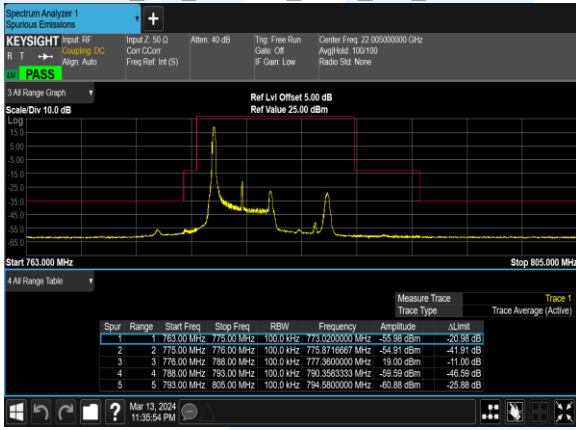 Spectrum Analyzer 1
Spurious Emissions
KEYSIGHT Input: RF Input Z: 50 Ω Atten: 40 dB Trig: Free Run Center Freq: 22.005000000 GHz
R T Coupling: DC Corr CCorr Gate: Off Avg|Hold: 100/100
Align: Auto Freq Ref: Int (S) IF Gain: Low Radio Std: None
LXI PASS
3 All Range Graph
Ref Lvl Offset 5.00 dB
Scale/Div 10.0 dB Ref Value 25.00 dBm
Log
15.0
5.00
-5.00
-15.0
-25.0
-35.0
-45.0
-55.0
-65.0
Start 763.000 MHz Stop 805.000 MHz
4 All Range Table
Measure Trace Trace 1
Trace Type Trace Average (Active)
Spur Range Start Freq Stop Freq RBW Frequency Amplitude ΔLimit
1 1 763.00 MHz 775.00 MHz 100.0 kHz 773.0200000 MHz -55.98 dBm -20.98 dB
2 2 775.00 MHz 776.00 MHz 100.0 kHz 775.8716667 MHz -54.91 dBm -41.91 dB
3 3 776.00 MHz 788.00 MHz 100.0 kHz 777.3600000 MHz 19.00 dBm -11.00 dB
4 4 788.00 MHz 793.00 MHz 100.0 kHz 790.3583333 MHz -59.59 dBm -46.59 dB
5 5 793.00 MHz 805.00 MHz 100.0 kHz 794.5800000 MHz -60.88 dBm -25.88 dB
Mar 13, 2024
11:35:54 PM